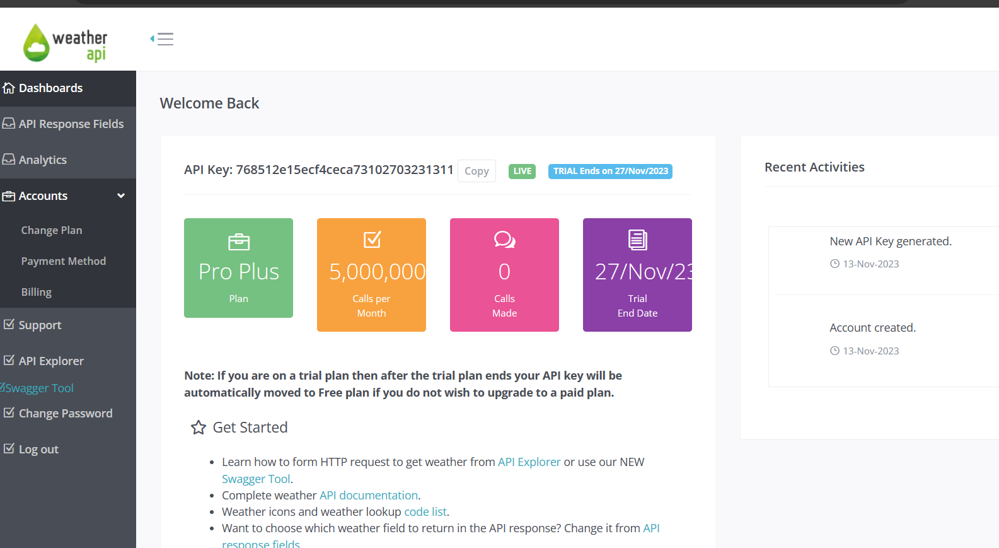 weather
api
Dashboards
API Response Fields
Analytics
Accounts
Change Plan
Payment Method
Billing
Support
API Explorer
Swagger Tool
Change Password
Log out
Welcome Back
API Key: 768512e15ecf4ceca73102703231311 Copy LIVE TRIAL Ends on 27/Nov/2023
Pro Plus
Plan
5,000,000
Calls per
Month
0
Calls
Made
27/Nov/23
Trial
End Date
Note: If you are on a trial plan then after the trial plan ends your API key will be
automatically moved to Free plan if you do not wish to upgrade to a paid plan.
Get Started
• Learn how to form HTTP request to get weather from API Explorer or use our NEW
Swagger Tool.
• Complete weather API documentation.
• Weather icons and weather lookup code list.
• Want to choose which weather field to return in the API response? Change it from API
response fields
Recent Activities
New API Key generated.
13-Nov-2023
Account created.
13-Nov-2023